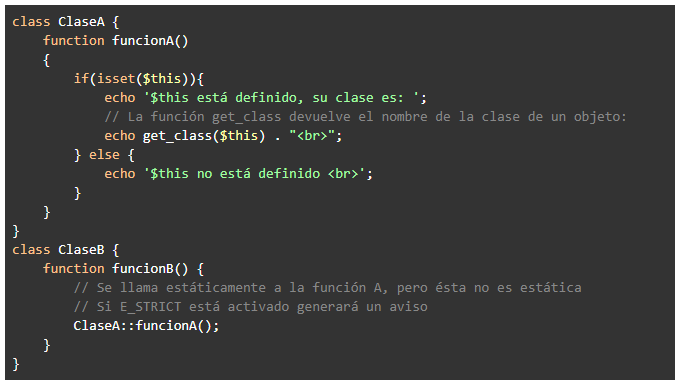 class ClaseA {
    function funcionA()
    {
        if(isset($this)){
            echo '$this está definido, su clase es: ';
            // La función get_class devuelve el nombre de la clase de un objeto:
            echo get_class($this) . "<br>";
        } else {
            echo '$this no está definido <br>';
        }
    }
}
class ClaseB {
    function funcionB() {
        // Se llama estáticamente a la función A, pero ésta no es estática
        // Si E_STRICT está activado generará un aviso
        ClaseA::funcionA();
    }
}